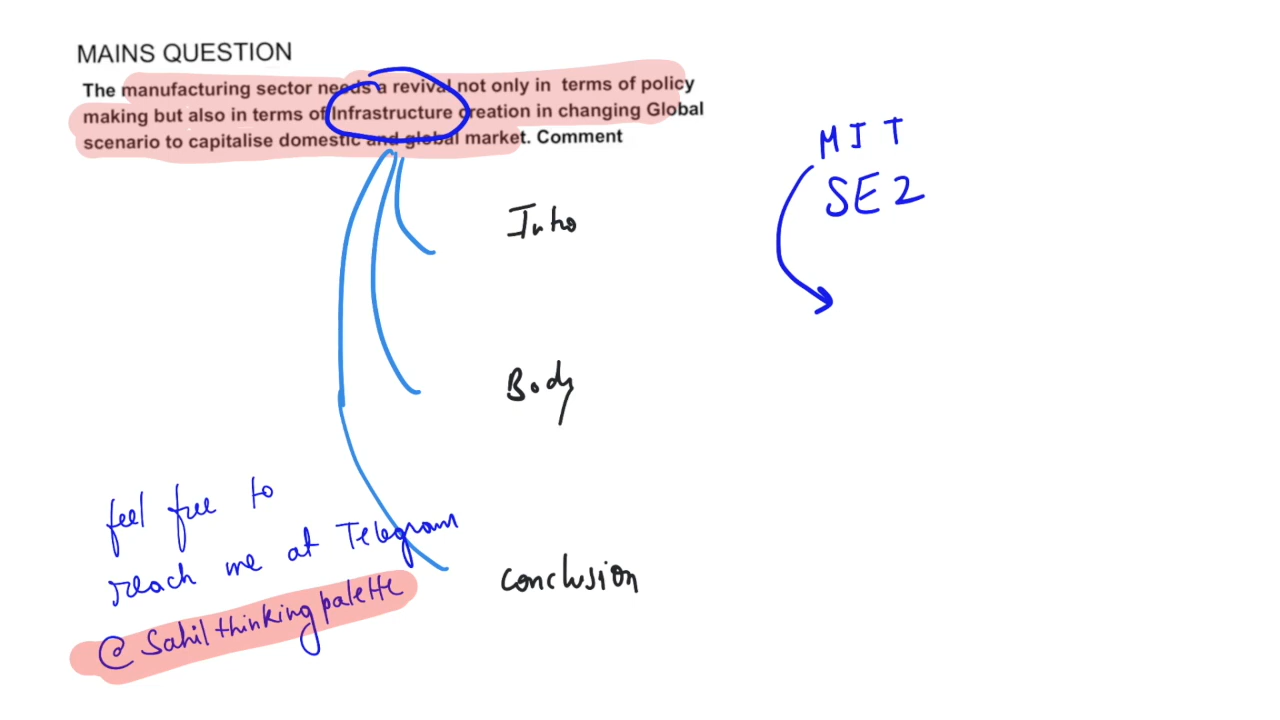 MAINS QUESTION
The manufacturing sector needs a revival not only in terms of policy
making but also in terms of Infrastructure creation in changing Global
scenario to capitalise domestic and global market. Comment
MIT
SE2
Intro
Body
feel free to
reach me at Telegram
@ Sahil thinking palette
Conclusion